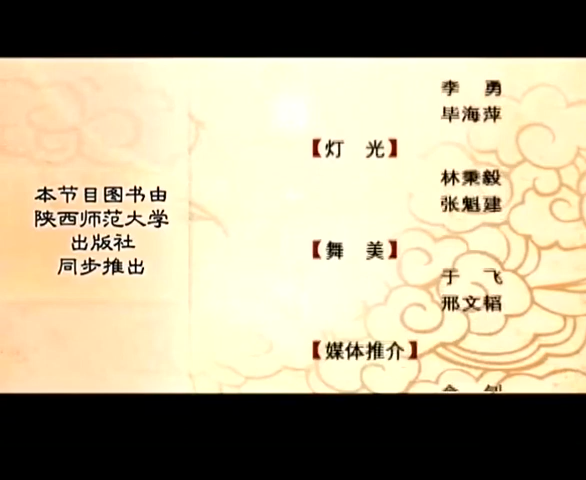 本节目图书由
陕西师范大学
出版社
同步推出
李 勇
毕海萍
【灯 光】
林秉毅
张魁建
【舞 美】
于 飞
邢文韬
【媒体推介】